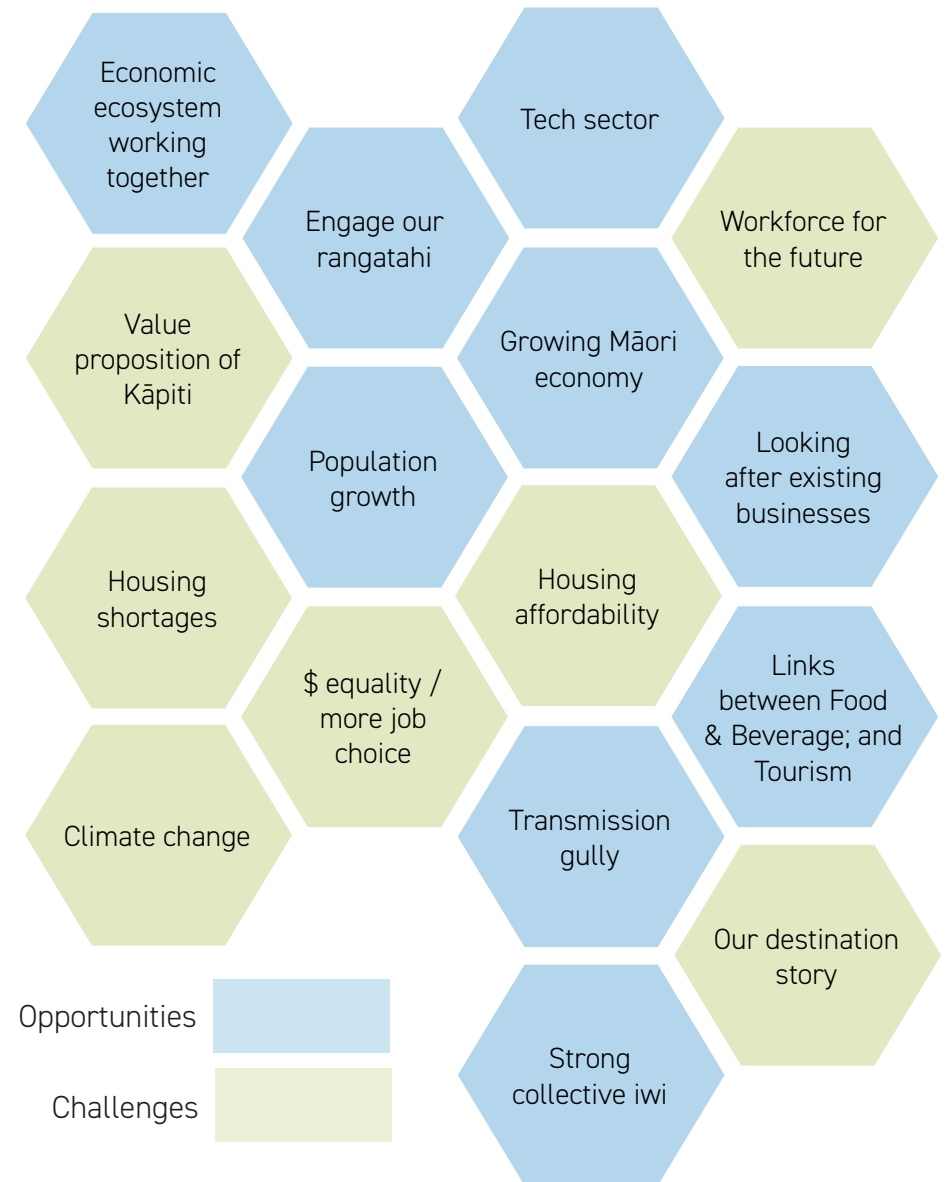 Economic
ecosystem
working
together
Tech sector
Engage our
rangatahi
Workforce for
the future
Value
proposition of
Kāpiti
Growing Māori
economy
Population
growth
Looking
after existing
businesses
Housing
shortages
Housing
affordability
$ equality /
more job
choice
Links
between Food
& Beverage; and
Tourism
Climate change
Transmission
gully
Our destination
story
Strong
collective iwi
Opportunities
Challenges